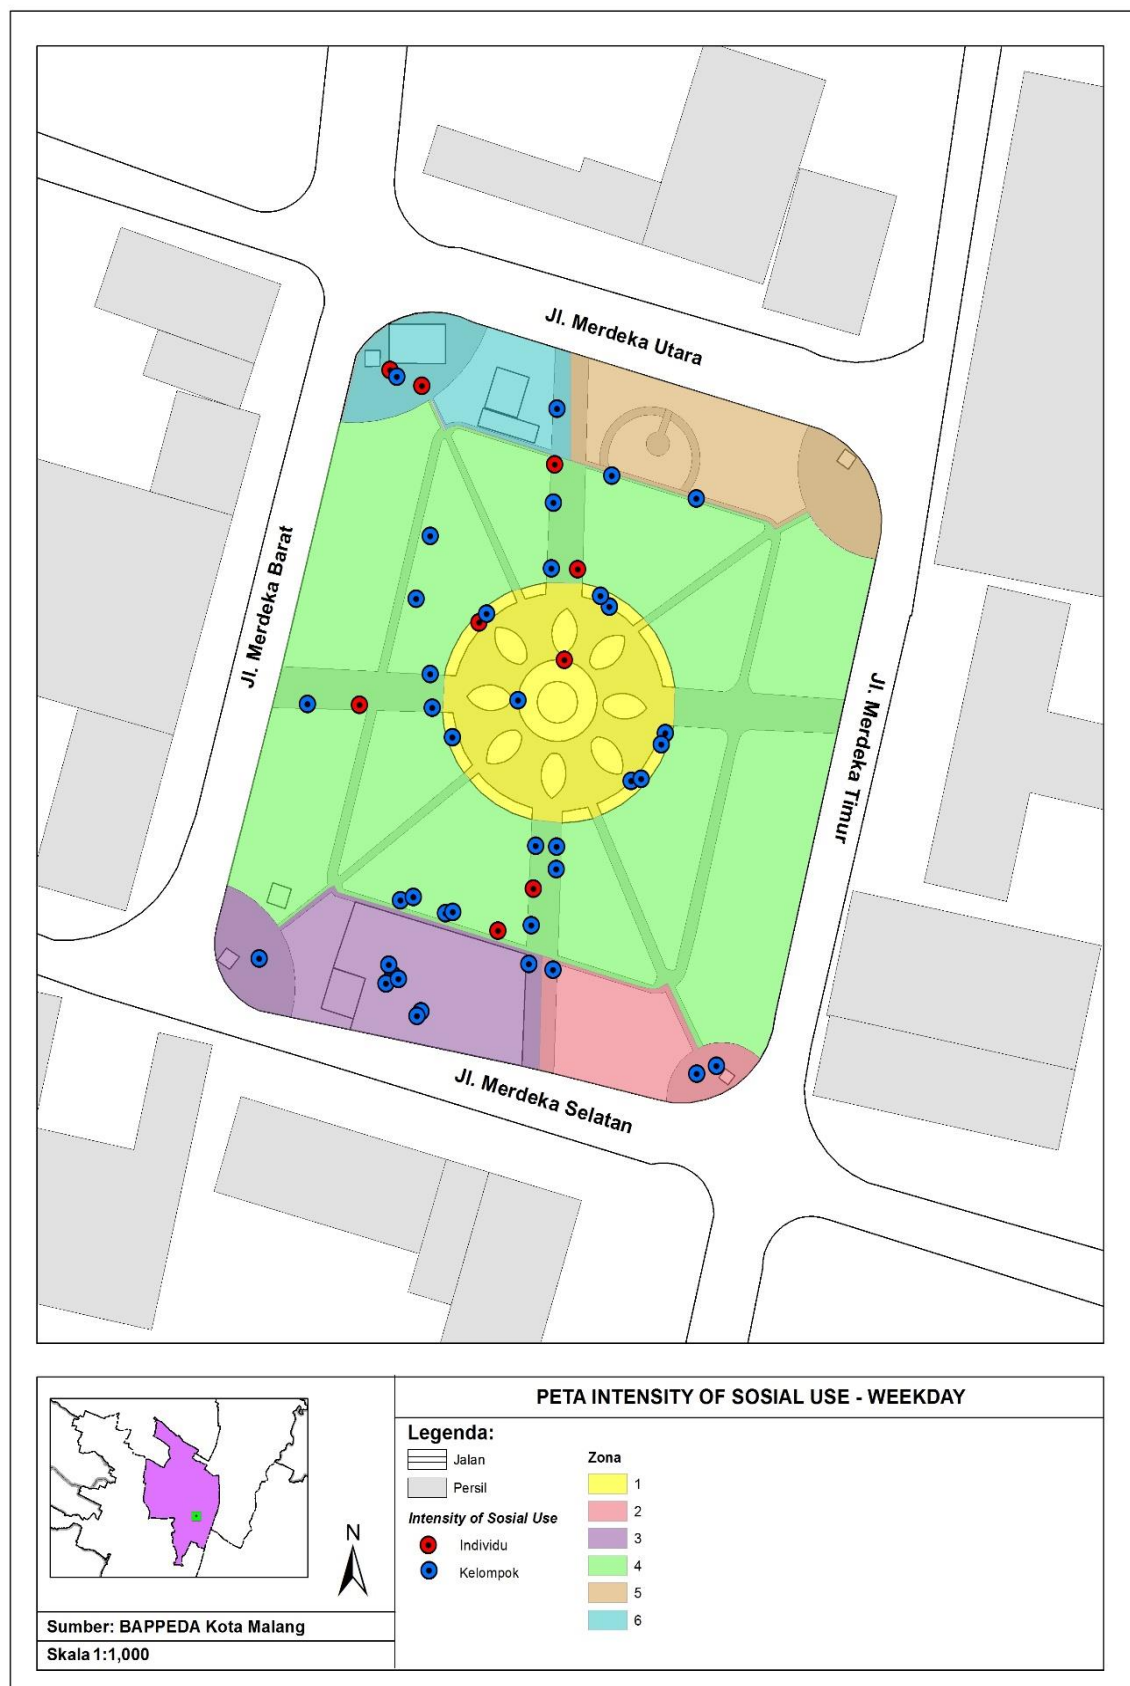 Jl. Merdeka Utara
Jl. Merdeka Barat
Jl. Merdeka Timur
Jl. Merdeka Selatan
PETA INTENSITY OF SOSIAL USE - WEEKDAY
Legenda:
Jalan
Persil
Intensity of Sosial Use
Individu
Kelompok
Zona
1
2
3
4
5
6
N
Sumber: BAPPEDA Kota Malang
Skala 1:1,000